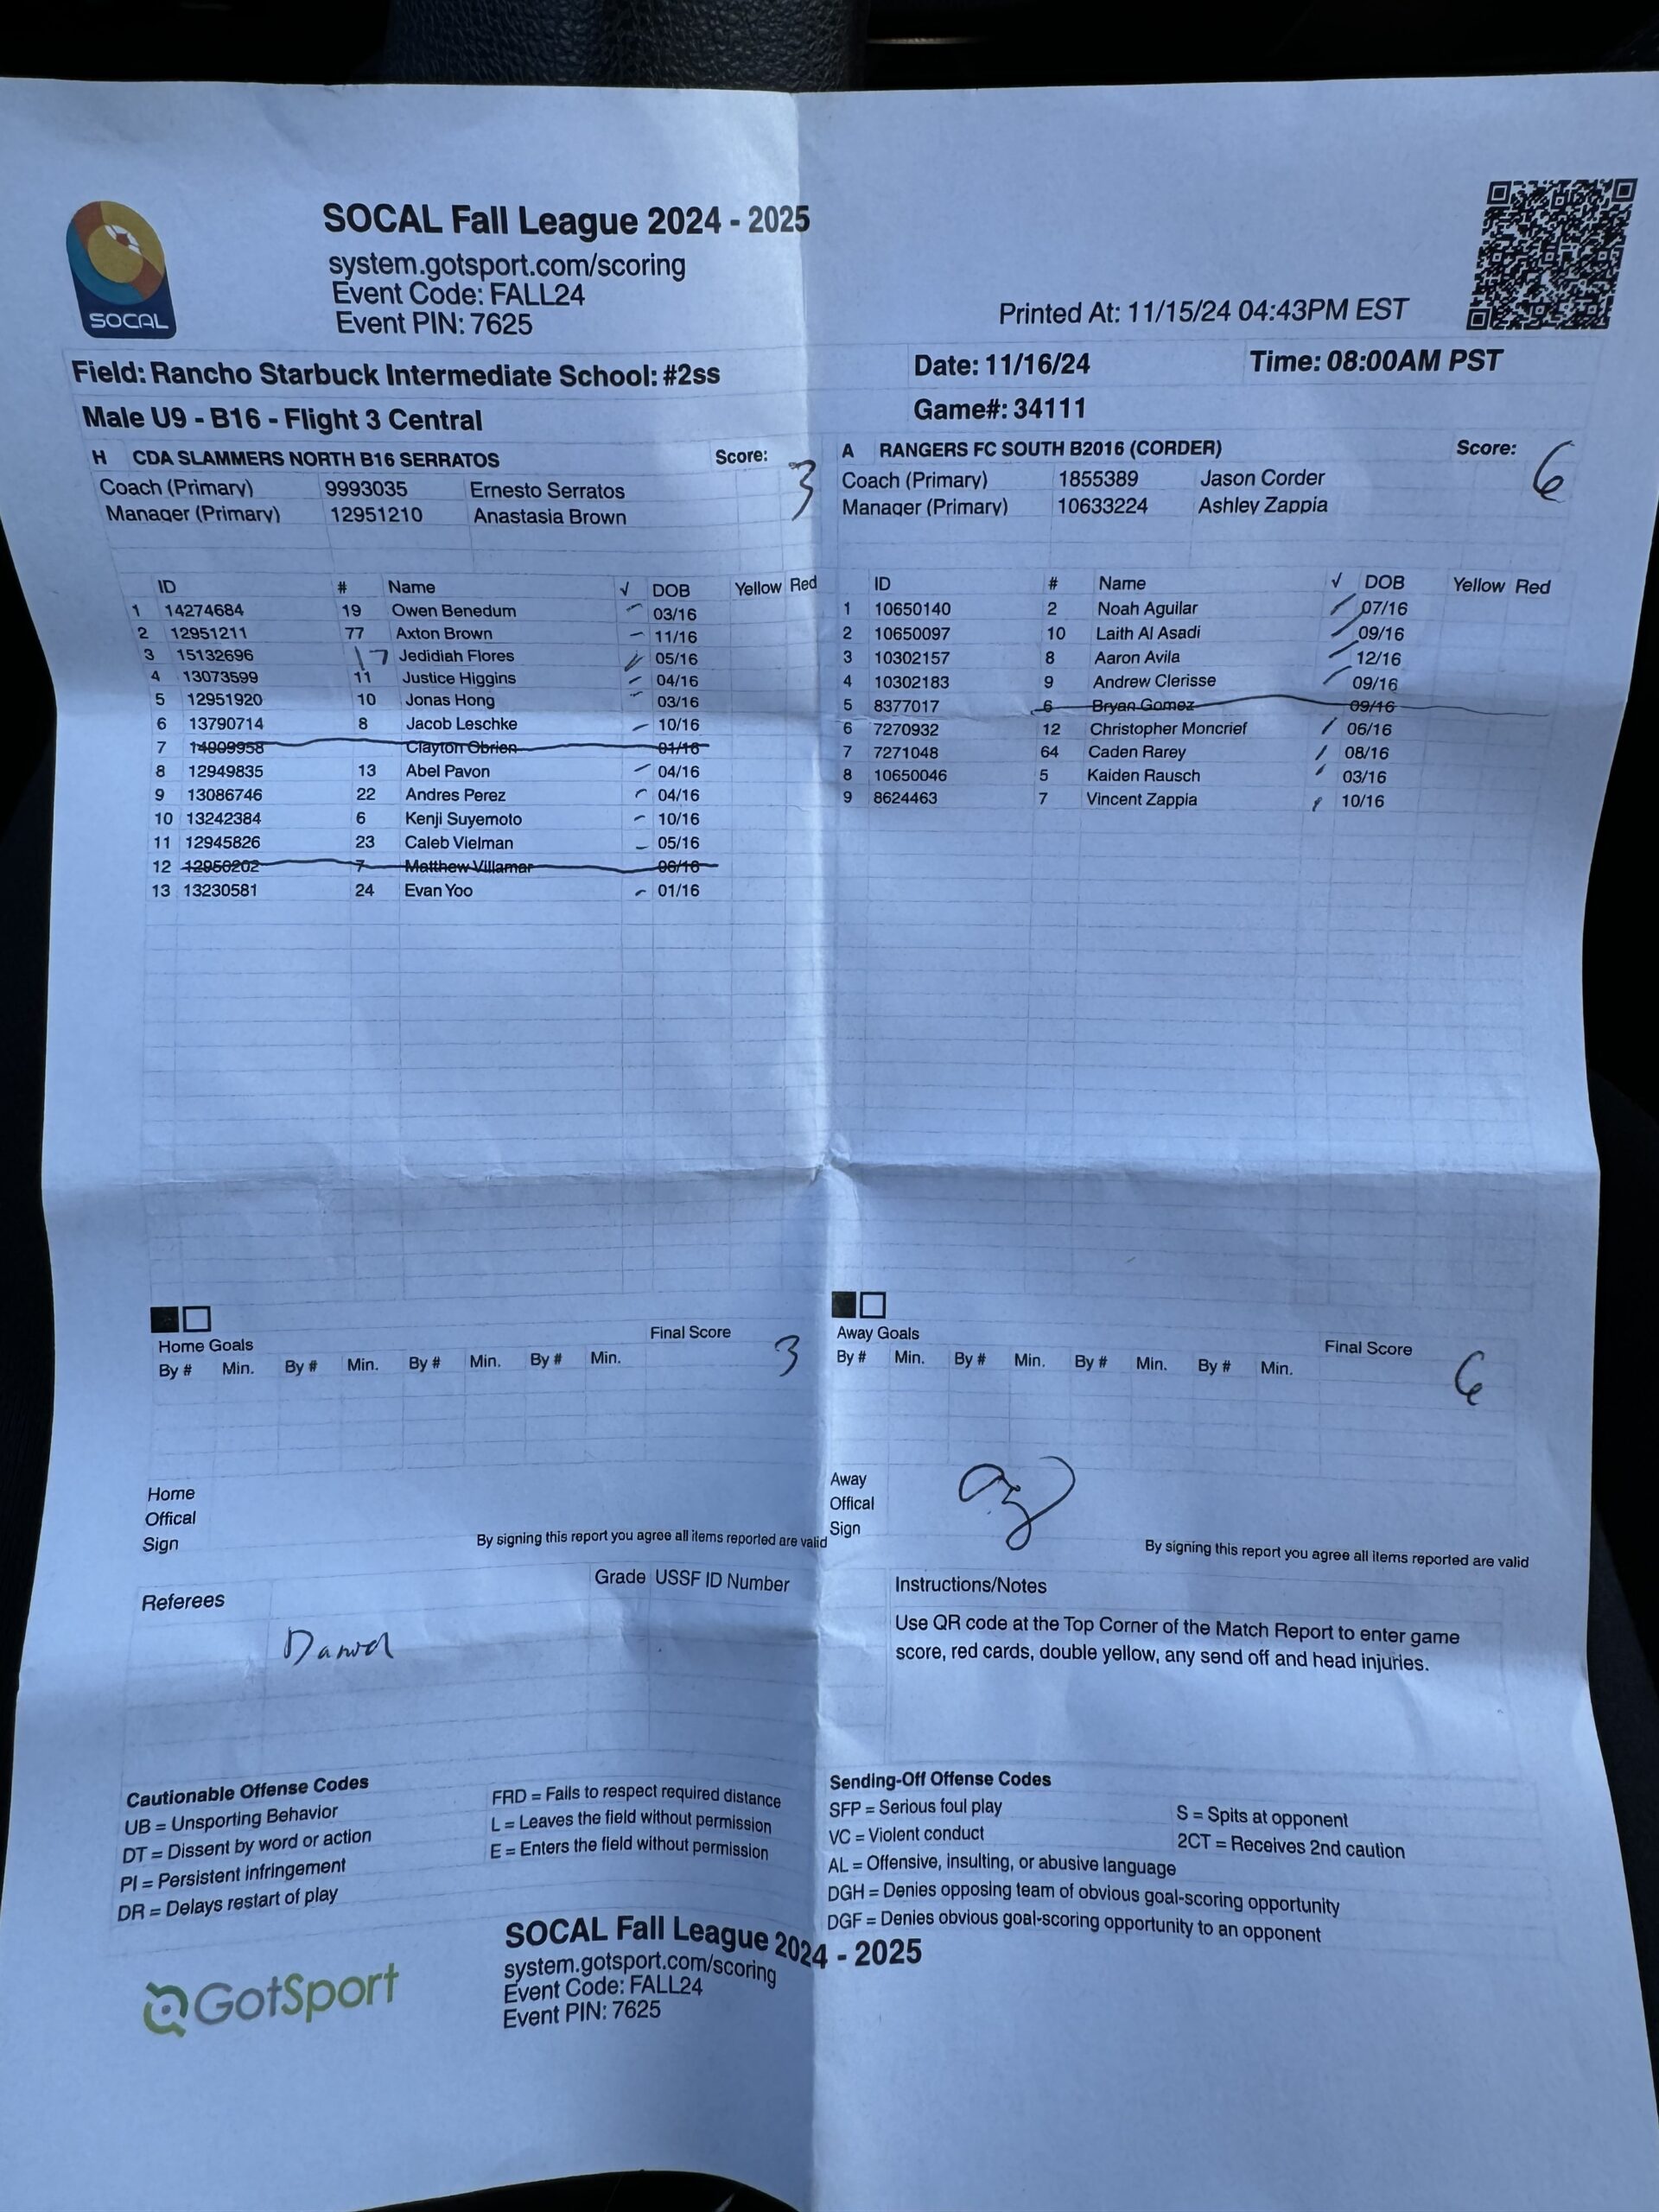 SOCAL
SOCAL Fall League 2024 - 2025
system.gotsport.com/scoring
Event Code: FALL24
Event PIN: 7625
Printed At: 11/15/24 04:43PM EST
Field: Rancho Starbuck Intermediate School: #2ss
Date: 11/16/24 Time: 08:00AM PST
Male U9 - B16 - Flight 3 Central
Game#: 34111
H CDA SLAMMERS NORTH B16 SERRATOS Score: 3
Coach (Primary) 9993035 Ernesto Serratos
Manager (Primary) 12951210 Anastasia Brown
ID # Name √ DOB Yellow Red
1 14274684 19 Owen Benedum 03/16
2 12951211 77 Axton Brown 11/16
3 15132696 17 Jedidiah Flores 05/16
4 13073599 11 Justice Higgins 04/16
5 12951920 10 Jonas Hong 03/16
6 13790714 8 Jacob Leschke 10/16
7 14009958 Clayton Obrien 01/16
8 12949835 13 Abel Pavon 04/16
9 13086746 22 Andres Perez 04/16
10 13242384 6 Kenji Suyemoto 10/16
11 12945826 23 Caleb Vielman 05/16
12 12950202 7 Matthew Villamar 06/16
13 13230581 24 Evan Yoo 01/16
A RANGERS FC SOUTH B2016 (CORDER) Score: 6
Coach (Primary) 1855389 Jason Corder
Manager (Primary) 10633224 Ashley Zappia
ID # Name √ DOB Yellow Red
1 10650140 2 Noah Aguilar 07/16
2 10650097 10 Laith Al Asadi 09/16
3 10302157 8 Aaron Avila 12/16
4 10302183 9 Andrew Clerisse 09/16
5 8377017 6 Bryan Gomez 09/16
6 7270932 12 Christopher Moncrief 06/16
7 7271048 64 Caden Rarey 08/16
8 10650046 5 Kaiden Rausch 03/16
9 8624463 7 Vincent Zappia 10/16
Home Goals Final Score 3
By # Min. By # Min. By # Min. By # Min.
Away Goals Final Score 6
By # Min. By # Min. By # Min. By # Min.
Home
Offical
Sign
By signing this report you agree all items reported are valid
Away
Offical
Sign
By signing this report you agree all items reported are valid
Referees Grade USSF ID Number
Daniel
Instructions/Notes
Use QR code at the Top Corner of the Match Report to enter game
score, red cards, double yellow, any send off and head injuries.
Cautionable Offense Codes
UB = Unsporting Behavior
DT = Dissent by word or action
PI = Persistent infringement
DR = Delays restart of play
FRD = Fails to respect required distance
L = Leaves the field without permission
E = Enters the field without permission
Sending-Off Offense Codes
SFP = Serious foul play
VC = Violent conduct
AL = Offensive, insulting, or abusive language
DGH = Denies opposing team of obvious goal-scoring opportunity
DGF = Denies obvious goal-scoring opportunity to an opponent
S = Spits at opponent
2CT = Receives 2nd caution
GotSport
SOCAL Fall League 2024 - 2025
system.gotsport.com/scoring
Event Code: FALL24
Event PIN: 7625